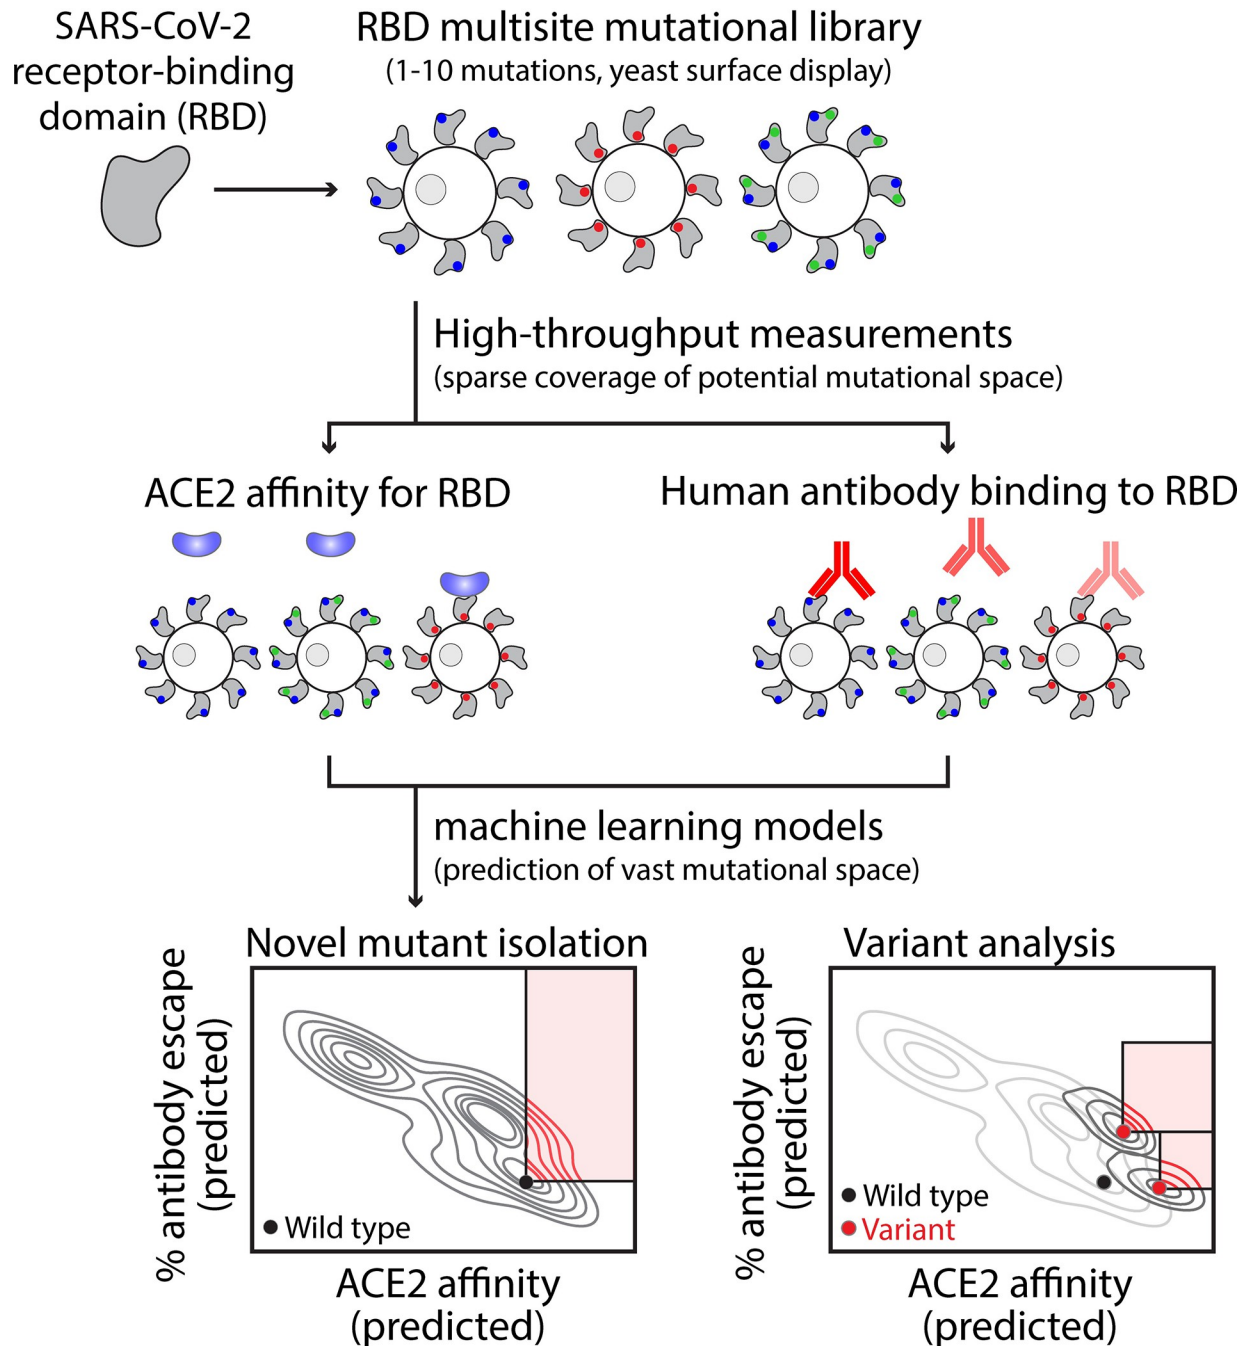 SARS-CoV-2
receptor-binding
domain (RBD)
RBD multisite mutational library
(1-10 mutations, yeast surface display)
High-throughput measurements
(sparse coverage of potential mutational space)
ACE2 affinity for RBD
Human antibody binding to RBD
machine learning models
(prediction of vast mutational space)
Novel mutant isolation
% antibody escape
(predicted)
Wild type
ACE2 affinity
(predicted)
Variant analysis
% antibody escape
(predicted)
Wild type
Variant
ACE2 affinity
(predicted)